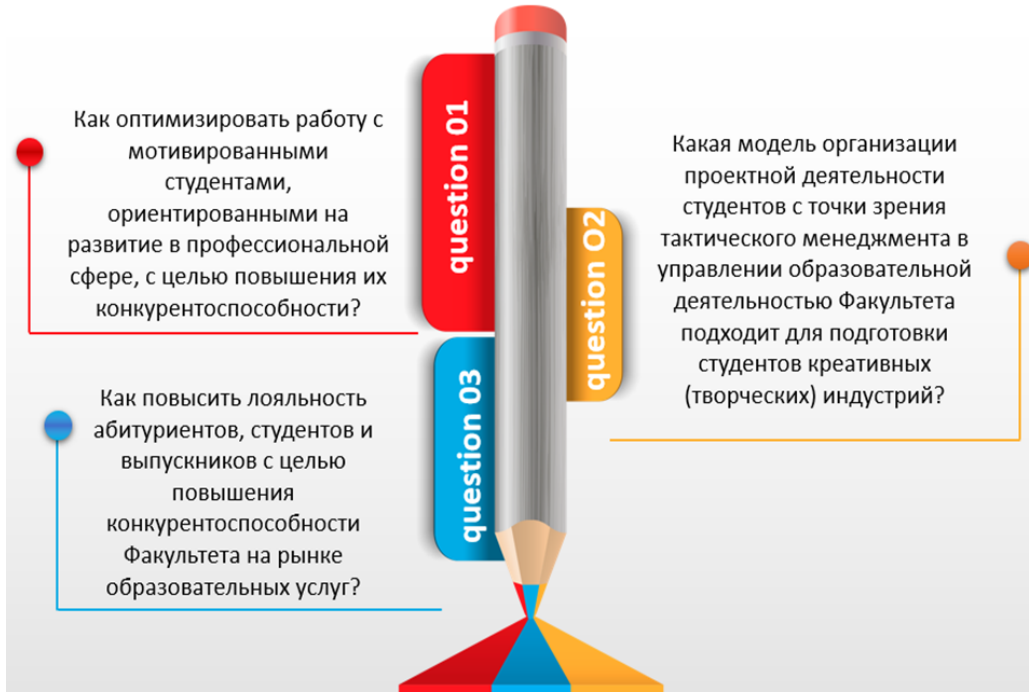 question 01
Как оптимизировать работу с
мотивированными
студентами,
ориентированными на
развитие в профессиональной
сфере, с целью повышения их
конкурентоспособности?
question O2
Какая модель организации
проектной деятельности
студентов с точки зрения
тактического менеджмента в
управлении образовательной
деятельностью Факультета
подходит для подготовки
студентов креативных
(творческих) индустрий?
question 03
Как повысить лояльность
абитуриентов, студентов и
выпускников с целью
повышения
конкурентоспособности
Факультета на рынке
образовательных услуг?